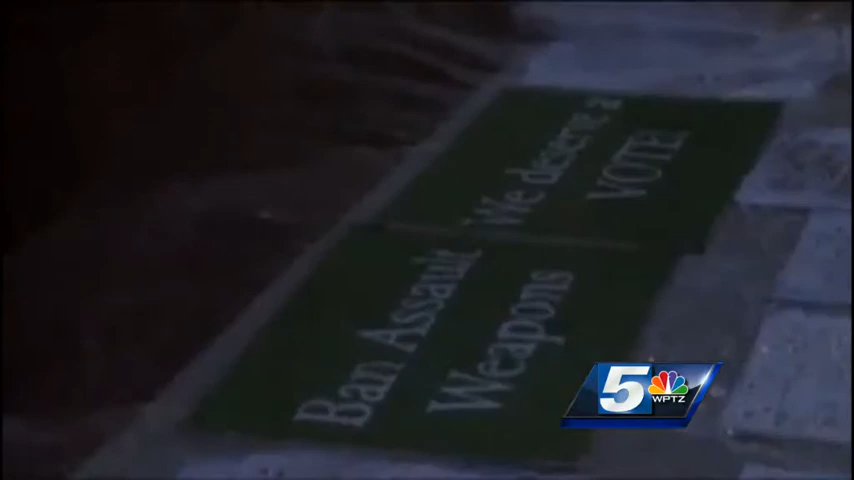 We deserve a
VOTE!
Ban Assault
Weapons
5
WPTZ